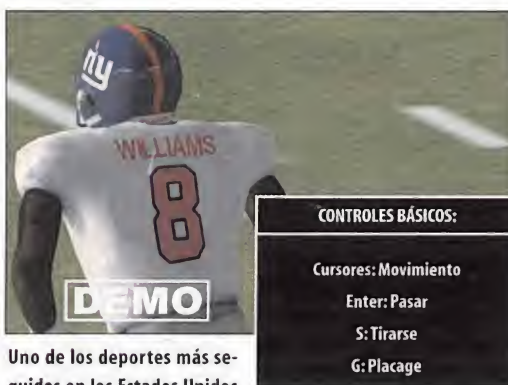 ny
WILLIAMS
8
DEMO
Uno de los deportes más se-
guidos en los Estados Unidos
CONTROLES BÁSICOS:
Cursores: Movimiento
Enter: Pasar
S: Tirarse
G: Placage